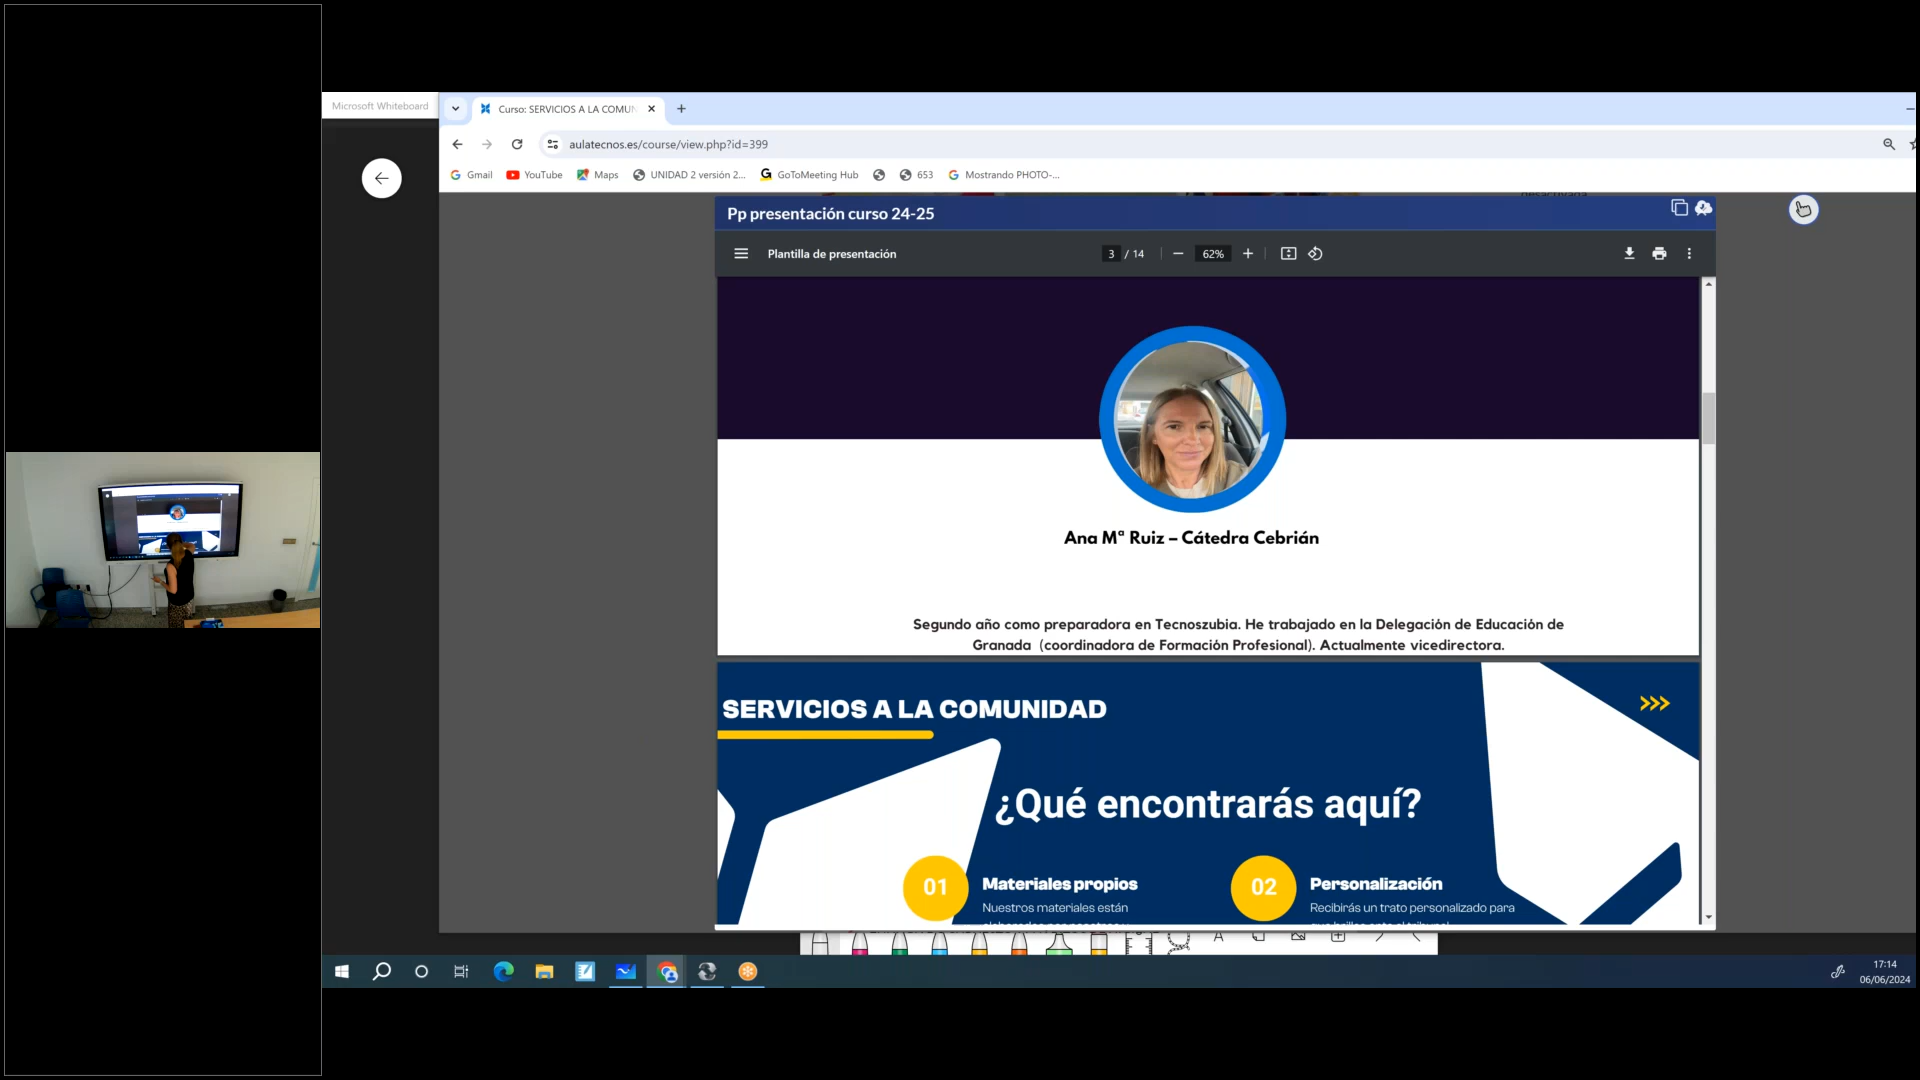 Microsoft Whiteboard
Curso: SERVICIOS A LA COMUN
aulatecnos.es/course/view.php?id=399
Gmail
YouTube
Maps
UNIDAD 2 versión 2...
GoToMeeting Hub
653
Mostrando PHOTO-...
Pp presentación curso 24-25
Plantilla de presentación
3 / 14
62%
Ana Mª Ruiz – Cátedra Cebrián
Segundo año como preparadora en Tecnoszubia. He trabajado en la Delegación de Educación de
Granada (coordinadora de Formación Profesional). Actualmente vicedirectora.
SERVICIOS A LA COMUNIDAD
¿Qué encontrarás aquí?
01
Materiales propios
Nuestros materiales están
02
Personalización
Recibirás un trato personalizado para
17:14
06/06/2024